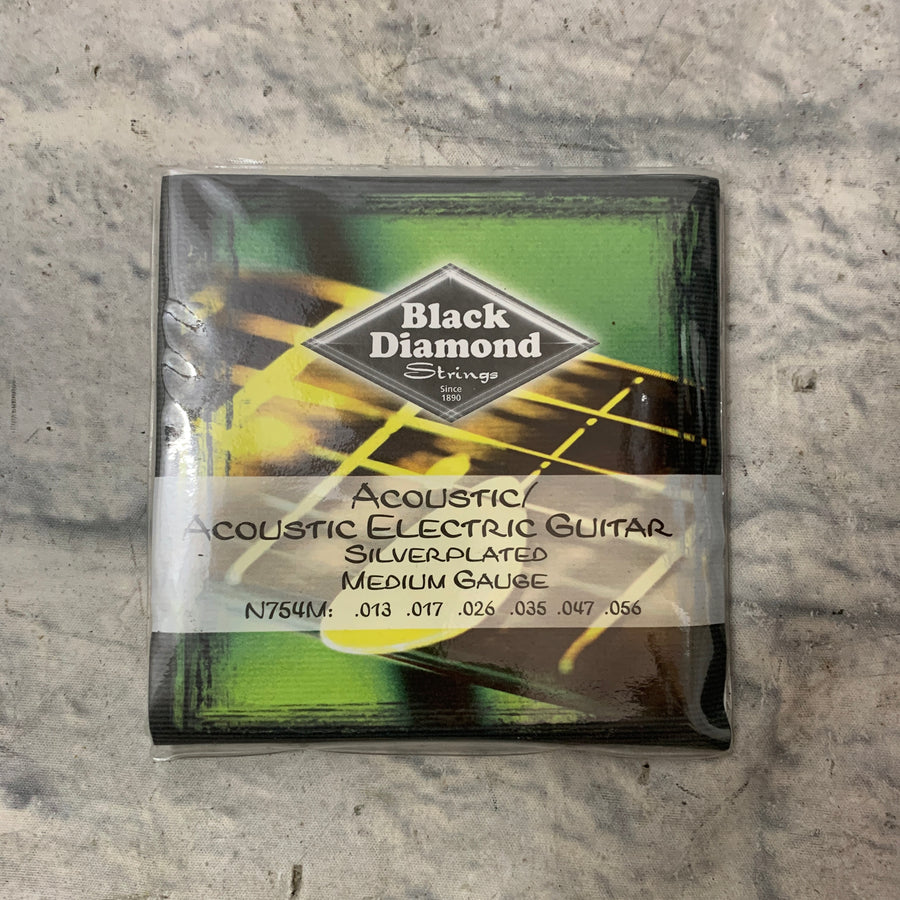 Black
Diamond
Strings
Since
1890
Acoustic/
Acoustic Electric Guitar
Silverplated
Medium Gauge
N754M: .013 .017 .026 .035 .047 .056